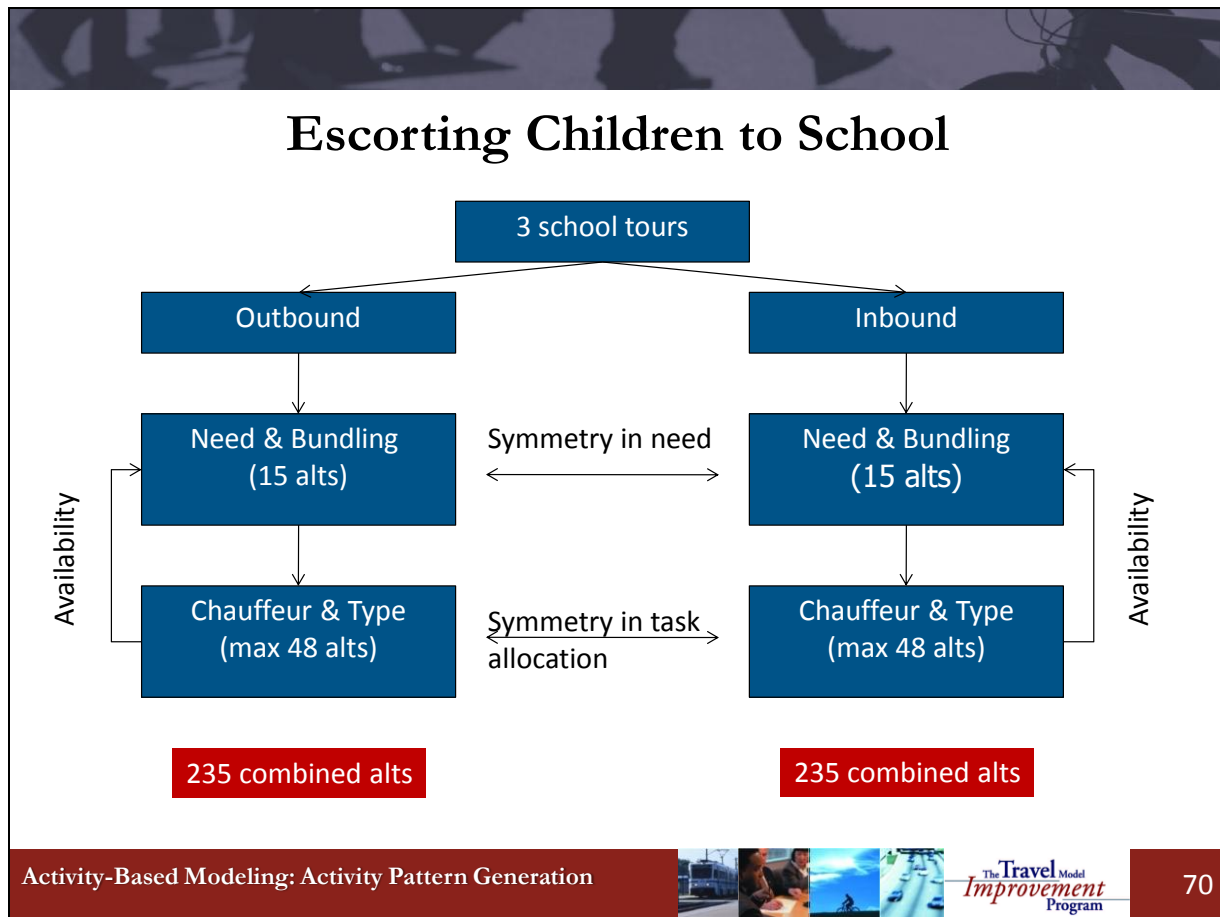 Escorting Children to School
3 school tours
Outbound
Inbound
Need & Bundling
(15 alts)
Symmetry in need
Need & Bundling
(15 alts)
Availability
Availability
Chauffeur & Type
(max 48 alts)
Symmetry in task
allocation
Chauffeur & Type
(max 48 alts)
235 combined alts
235 combined alts
Activity-Based Modeling: Activity Pattern Generation
The Travel Model
Improvement
Program
70